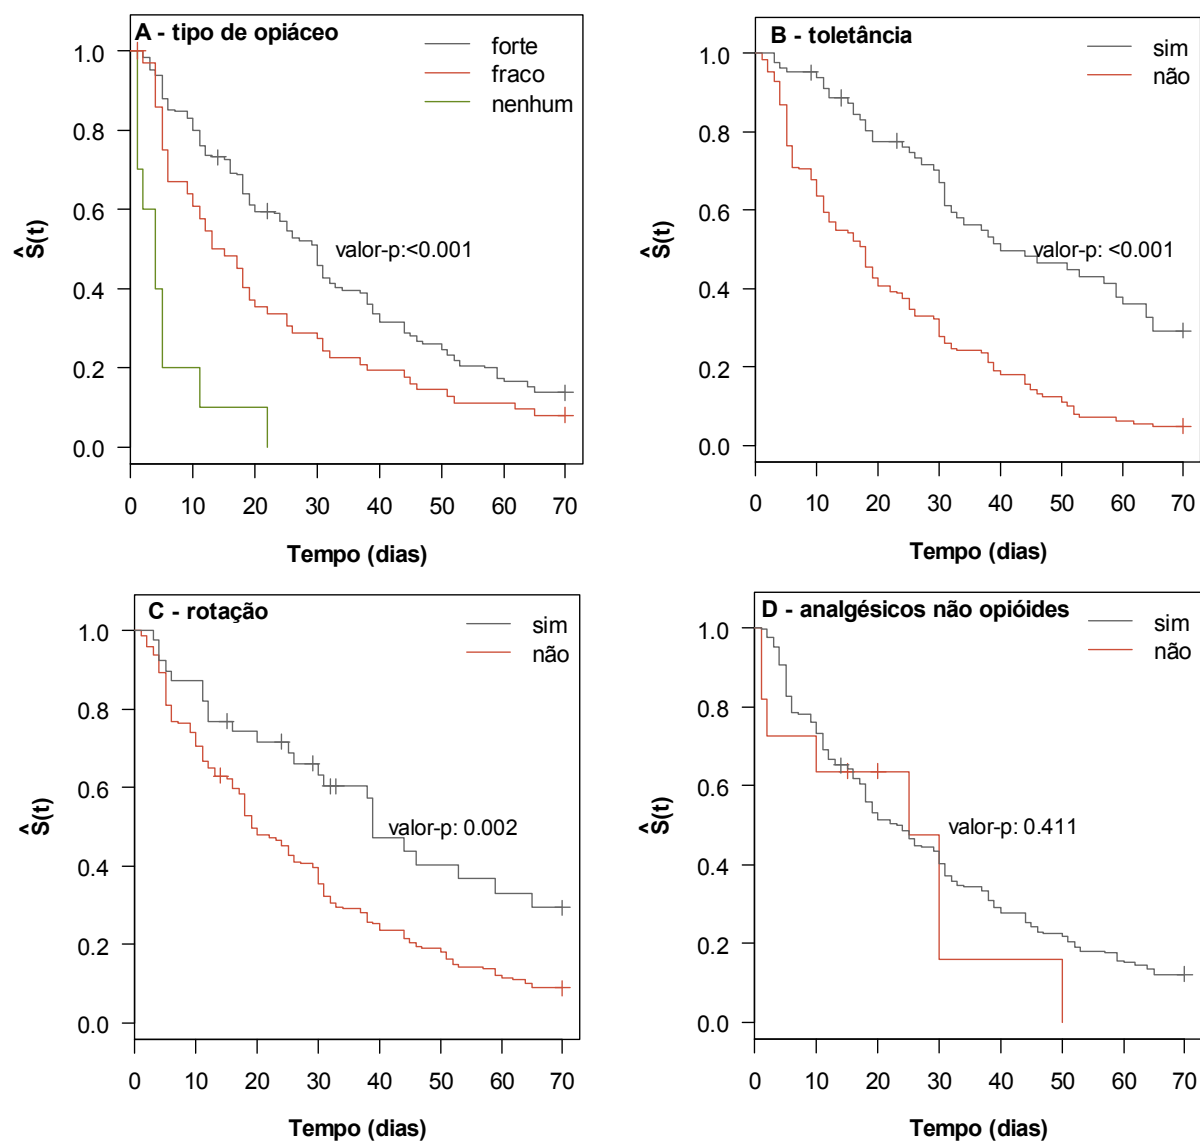 A - tipo de opiáceo
forte
fraco
nenhum
1.0
0.8
0.6
0.4
0.2
0.0
Ŝ(t)
valor-p:<0.001
0 10 20 30 40 50 60 70
Tempo (dias)
B - toletância
sim
não
1.0
0.8
0.6
0.4
0.2
0.0
Ŝ(t)
valor-p: <0.001
0 10 20 30 40 50 60 70
Tempo (dias)
C - rotação
sim
não
1.0
0.8
0.6
0.4
0.2
0.0
Ŝ(t)
valor-p: 0.002
0 10 20 30 40 50 60 70
Tempo (dias)
D - analgésicos não opióides
sim
não
1.0
0.8
0.6
0.4
0.2
0.0
Ŝ(t)
valor-p: 0.411
0 10 20 30 40 50 60 70
Tempo (dias)